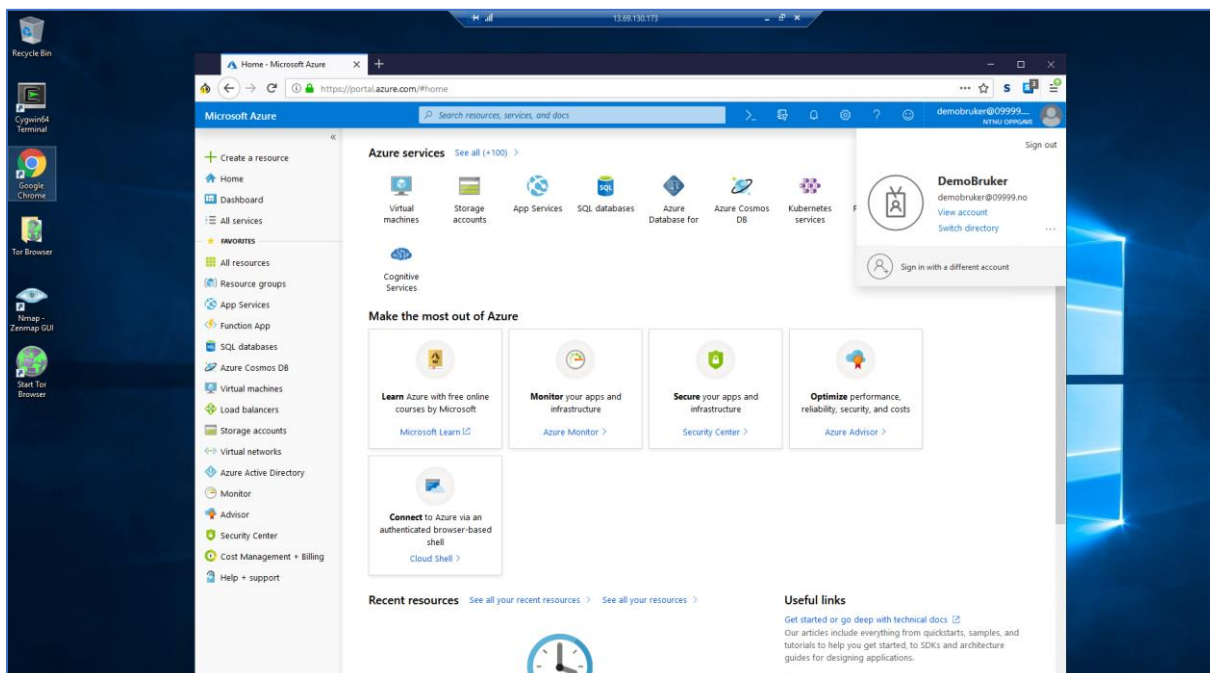 13.69.130.173
Recycle Bin
Cygwin64
Terminal
Google
Chrome
Tor Browser
Nmap -
Zenmap GUI
Start Tor
Browser
Home - Microsoft Azure
https://portal.azure.com/#home
Microsoft Azure
Search resources, services, and docs
demobruker@09999....
NTNU OPPGAVE
Create a resource
Home
Dashboard
All services
FAVORITES
All resources
Resource groups
App Services
Function App
SQL databases
Azure Cosmos DB
Virtual machines
Load balancers
Storage accounts
Virtual networks
Azure Active Directory
Monitor
Advisor
Security Center
Cost Management + Billing
Help + support
Azure services See all (+100)
Virtual
machines
Storage
accounts
App Services
SQL
SQL databases
Azure
Database for
Azure Cosmos
DB
Kubernetes
services
F
Cognitive
Services
Sign out
DemoBruker
demobruker@09999.no
View account
Switch directory
...
Sign in with a different account
Make the most out of Azure
Learn Azure with free online
courses by Microsoft
Microsoft Learn
Monitor your apps and
infrastructure
Azure Monitor >
Secure your apps and
infrastructure
Security Center >
Optimize performance,
reliability, security, and costs
Azure Advisor >
Connect to Azure via an
authenticated browser-based
shell
Cloud Shell >
Recent resources See all your recent resources > See all your resources >
Useful links
Get started or go deep with technical docs
Our articles include everything from quickstarts, samples, and
tutorials to help you get started, to SDKs and architecture
guides for designing applications.